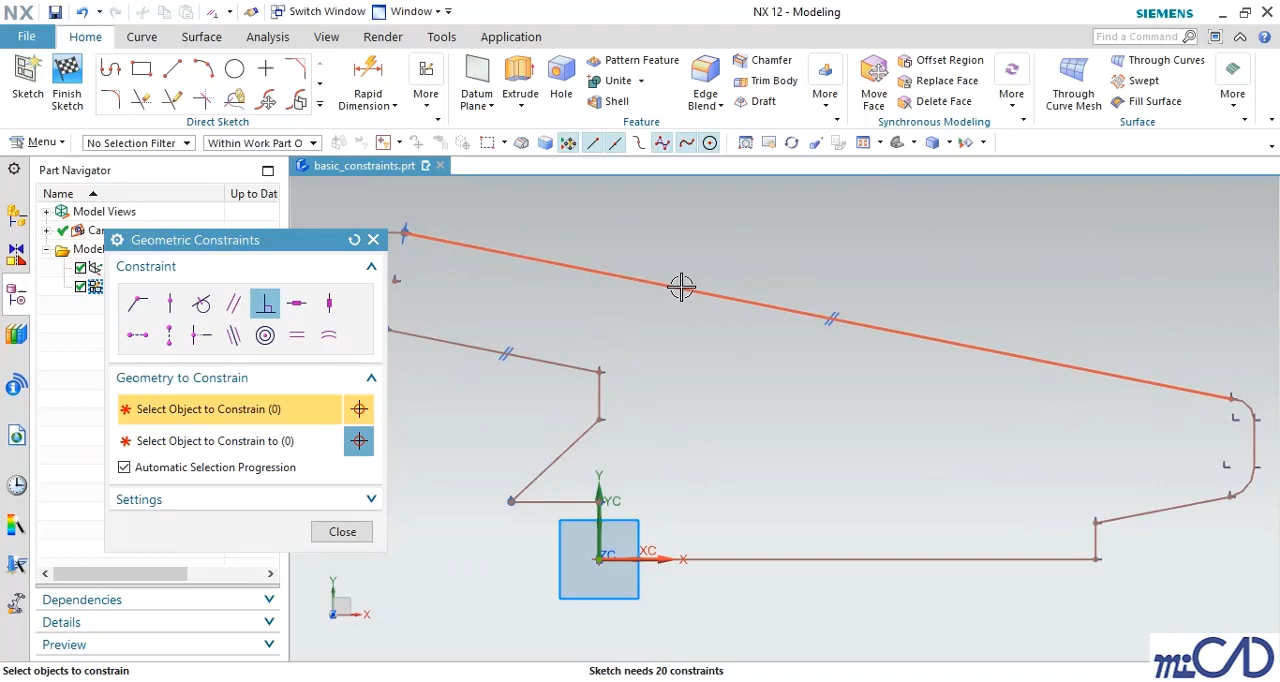 NX
Switch Window
Window
NX 12 - Modeling
SIEMENS
File
Home
Curve
Surface
Analysis
View
Render
Tools
Application
Find a Command
Sketch
Finish
Sketch
Rapid
Dimension
More
Direct Sketch
Datum
Plane
Extrude
Hole
Pattern Feature
Unite
Shell
Edge
Blend
Chamfer
Trim Body
Draft
More
Feature
Move
Face
Offset Region
Replace Face
Delete Face
More
Synchronous Modeling
Through
Curve Mesh
Through Curves
Swept
Fill Surface
More
Surface
Menu
No Selection Filter
Within Work Part O
Part Navigator
basic_constraints.prt
Name
Up to Dat
Model Views
Car
Model
Geometric Constraints
Constraint
Geometry to Constrain
* Select Object to Constrain (0)
* Select Object to Constrain to (0)
Automatic Selection Progression
Settings
Close
Y
YC
ZC
XC
X
Y
Z
X
Dependencies
Details
Preview
Select objects to constrain
Sketch needs 20 constraints
miCAD